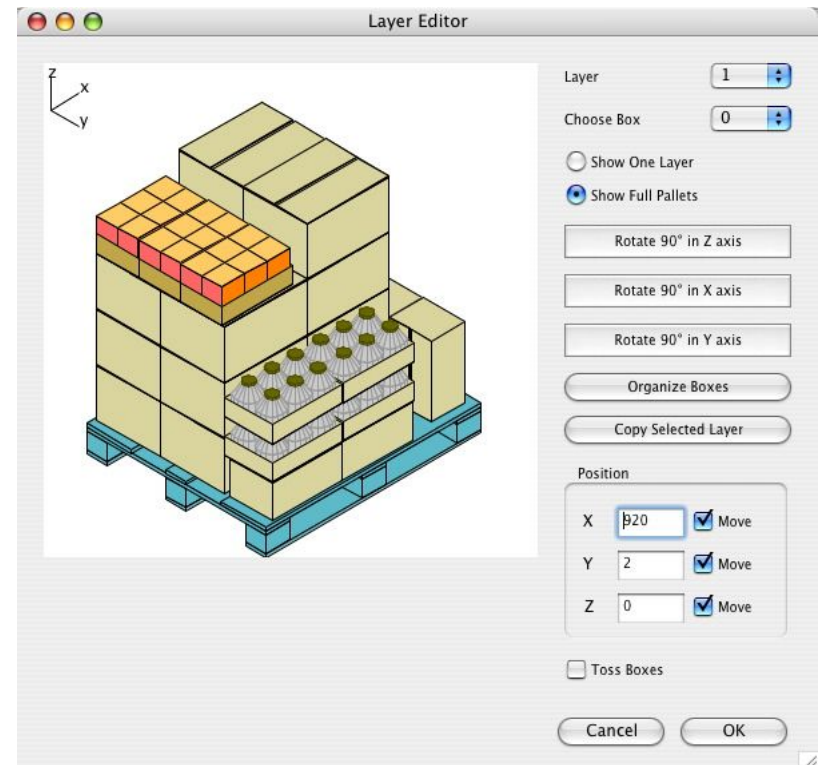 Layer Editor
z
x
y
Layer 1
Choose Box 0
Show One Layer
Show Full Pallets
Rotate 90° in Z axis
Rotate 90° in X axis
Rotate 90° in Y axis
Organize Boxes
Copy Selected Layer
Position
X 920 Move
Y 2 Move
Z 0 Move
Toss Boxes
Cancel OK